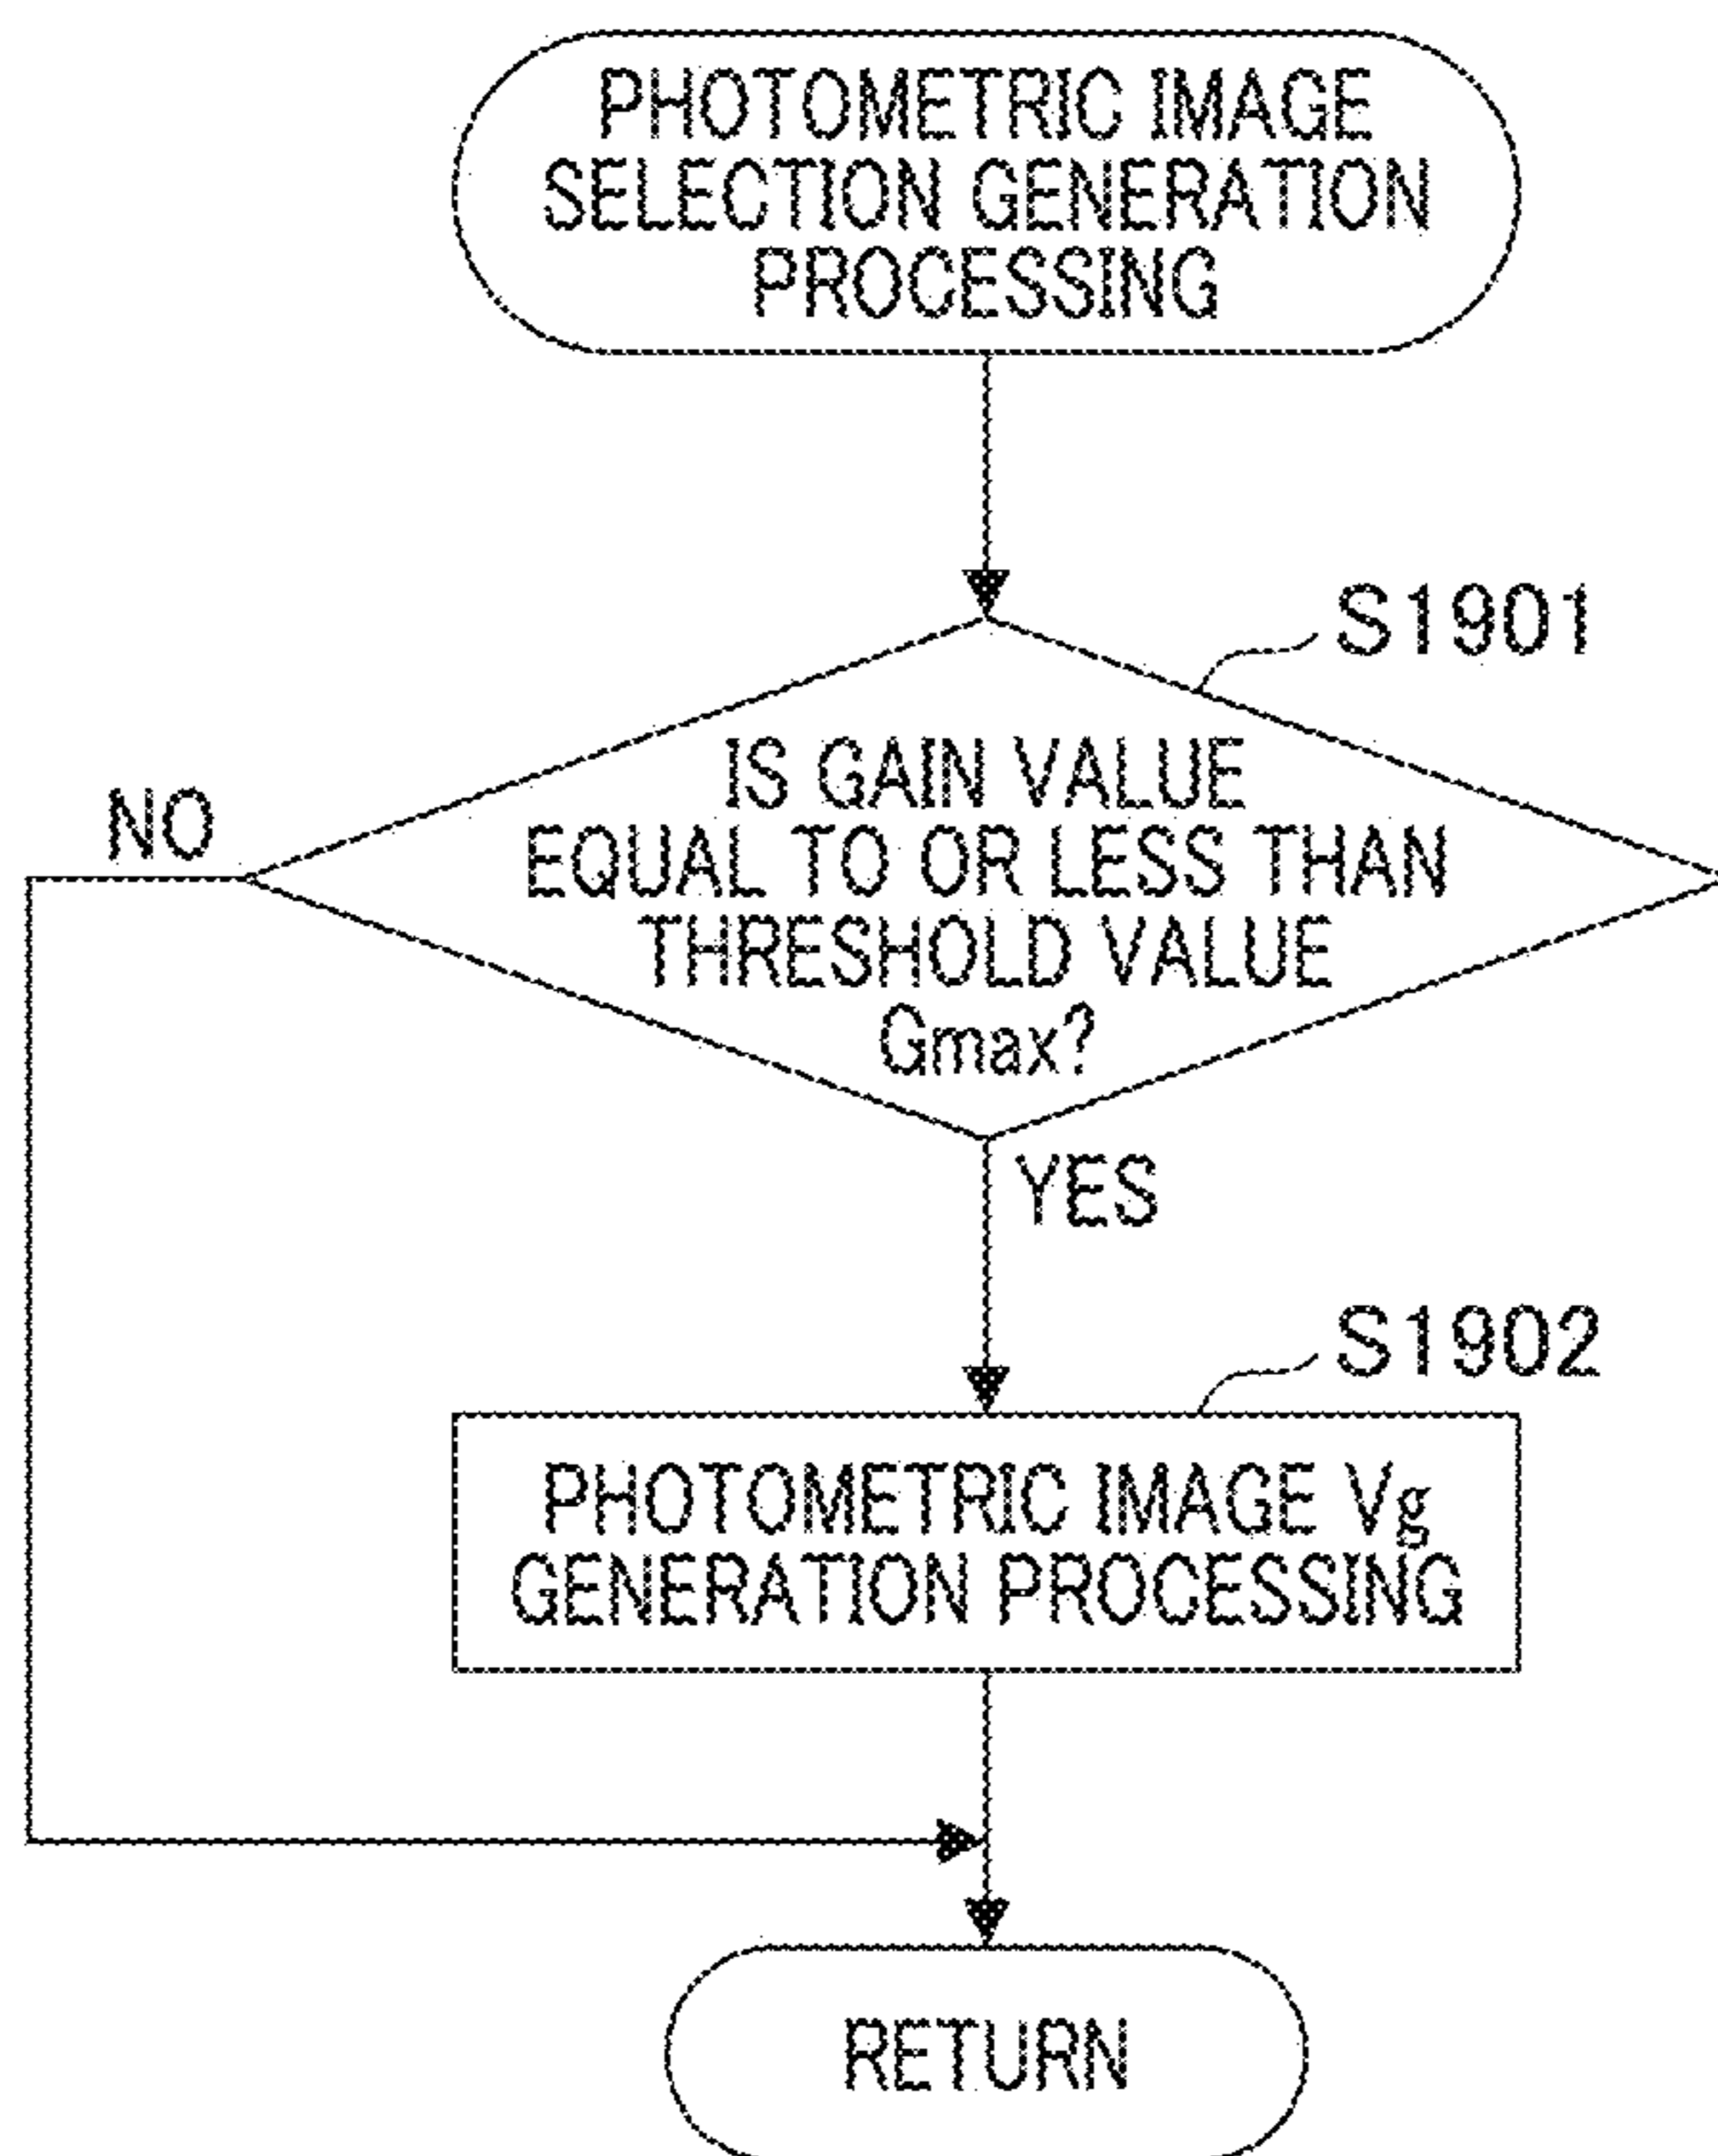 PHOTOMETRIC IMAGE
SELECTION GENERATION
PROCESSING
S1901
IS GAIN VALUE
EQUAL TO OR LESS THAN
THRESHOLD VALUE
Gmax?
NO
YES
S1902
PHOTOMETRIC IMAGE Vg
GENERATION PROCESSING
RETURN